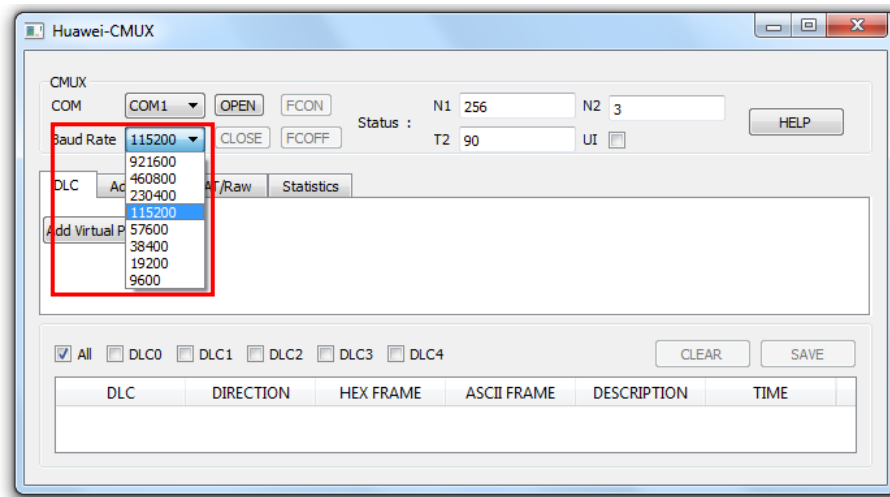 Huawei-CMUX
CMUX
COM COM1 OPEN FCON Status : N1 256 N2 3 HELP
Baud Rate 115200 CLOSE FCOFF T2 90 UI
921600
460800
230400
115200
57600
38400
19200
9600
DLC AT/Raw Statistics
Add Virtual
All DLC0 DLC1 DLC2 DLC3 DLC4 CLEAR SAVE
DLC DIRECTION HEX FRAME ASCII FRAME DESCRIPTION TIME